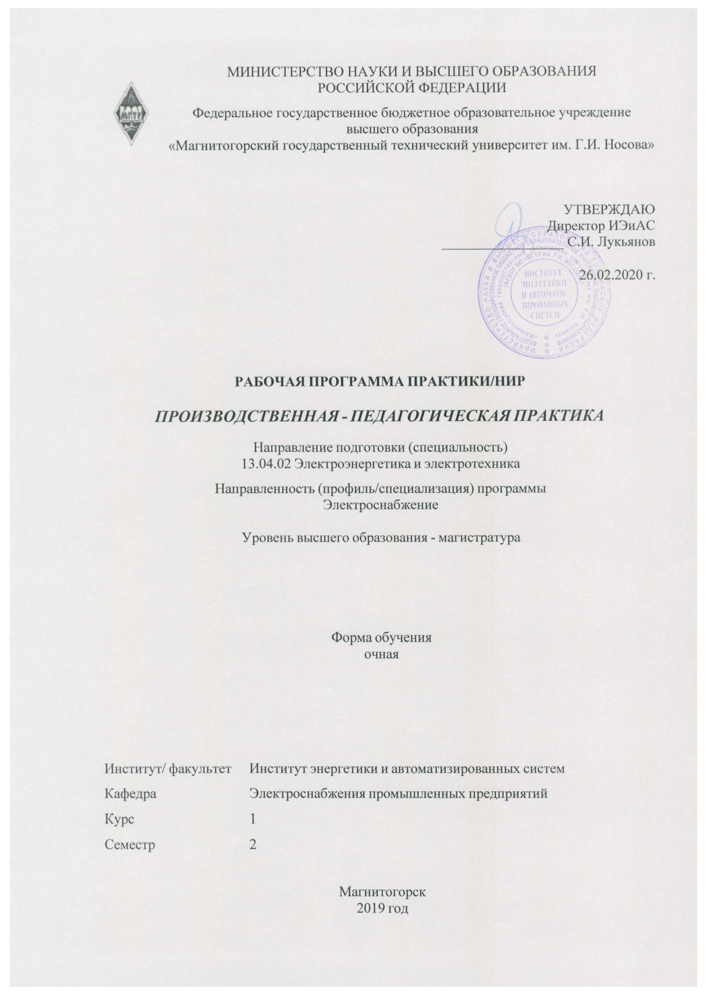 МИНИСТЕРСТВО НАУКИ И ВЫСШЕГО ОБРАЗОВАНИЯ
РОССИЙСКОЙ ФЕДЕРАЦИИ
Федеральное государственное бюджетное образовательное учреждение
высшего образования
«Магнитогорский государственный технический университет им. Г.И. Носова»
МГТУ
УТВЕРЖДАЮ
Директор ИЭиАС
С.И. Лукьянов
26.02.2020 г.
МИНИСТЕРСТВО НАУКИ И ВЫСШЕГО ОБРАЗОВАНИЯ РОССИЙСКОЙ ФЕДЕРАЦИИ
ФЕДЕРАЛЬНОЕ ГОСУДАРСТВЕННОЕ БЮДЖЕТНОЕ ОБРАЗОВАТЕЛЬНОЕ УЧРЕЖДЕНИЕ ВЫСШЕГО ОБРАЗОВАНИЯ
«Магнитогорский государственный технический университет им. Г.И. Носова»
(ФГБОУ ВО «МГТУ им. Г.И. НОСОВА»)
ИНСТИТУТ
ЭНЕРГЕТИКИ
И АВТОМАТИ-
ЗИРОВАННЫХ
СИСТЕМ
РАБОЧАЯ ПРОГРАММА ПРАКТИКИ/НИР
ПРОИЗВОДСТВЕННАЯ - ПЕДАГОГИЧЕСКАЯ ПРАКТИКА
Направление подготовки (специальность)
13.04.02 Электроэнергетика и электротехника
Направленность (профиль/специализация) программы
Электроснабжение
Уровень высшего образования - магистратура
Форма обучения
очная
Институт/ факультет Институт энергетики и автоматизированных систем
Кафедра Электроснабжения промышленных предприятий
Курс 1
Семестр 2
Магнитогорск
2019 год